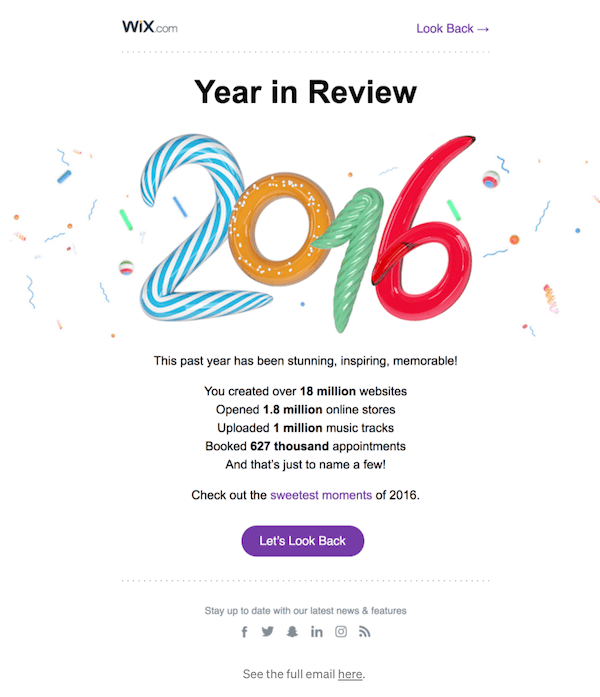 WiX.com
Look Back →
Year in Review
2016
This past year has been stunning, inspiring, memorable!
You created over 18 million websites
Opened 1.8 million online stores
Uploaded 1 million music tracks
Booked 627 thousand appointments
And that's just to name a few!
Check out the sweetest moments of 2016.
Let's Look Back
Stay up to date with our latest news & features
See the full email here.